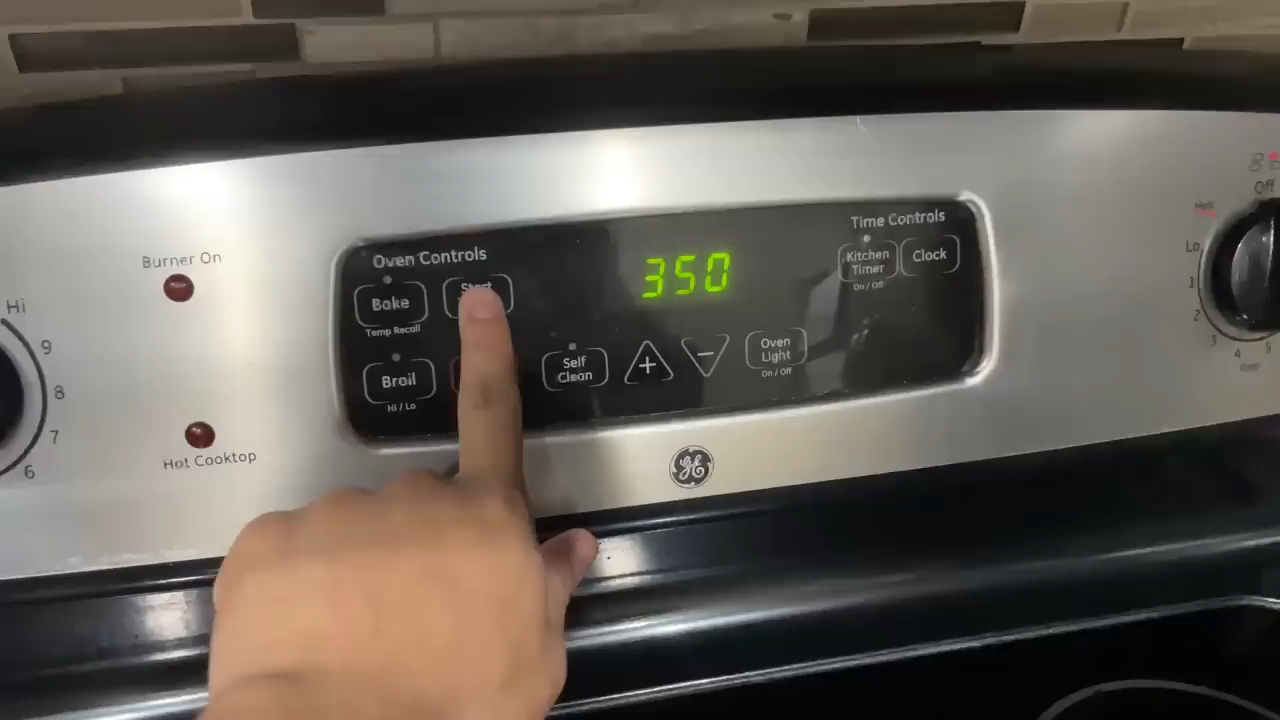 Oven Controls
Time Controls
Bake
Start
350
Kitchen
Timer
Clock
On / Off
Temp Recall
Broil
Hi / Lo
Self
Clean
+
−
Oven
Light
On / Off
Burner On
Hot Cooktop
Hi
9
8
7
6
GE
Off
Lo
1
2
3
4
5